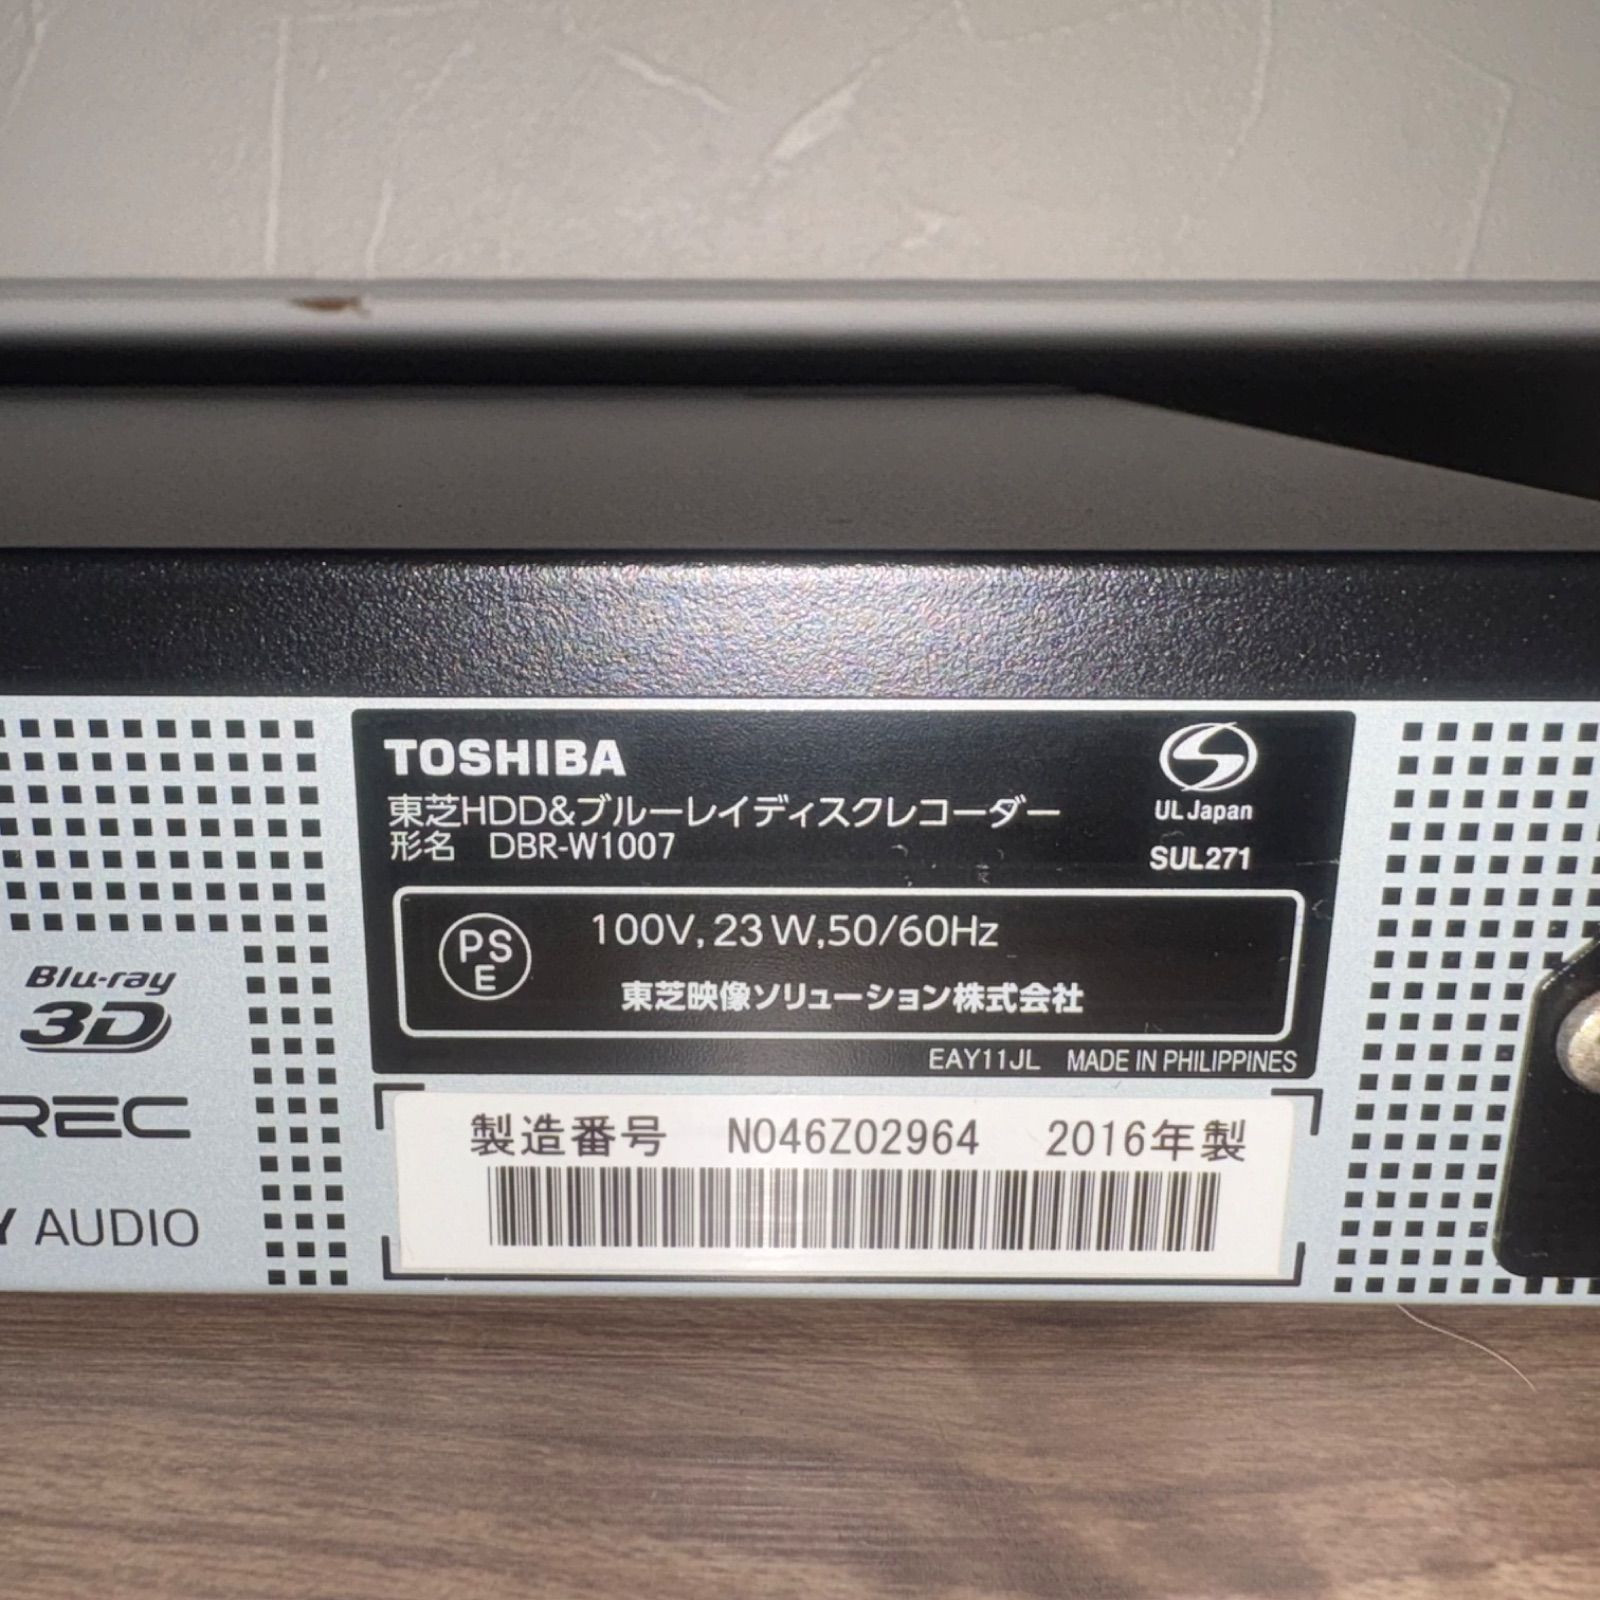 TOSHIBA
東芝HDD&ブルーレイディスクレコーダー
形名 DBR-W1007
UL Japan
SUL271
PS
E
100V, 23W, 50/60Hz
東芝映像ソリューション株式会社
EAY11JL MADE IN PHILIPPINES
製造番号 NO46Z02964 2016年製
Blu-ray
3D
REC
Y AUDIO